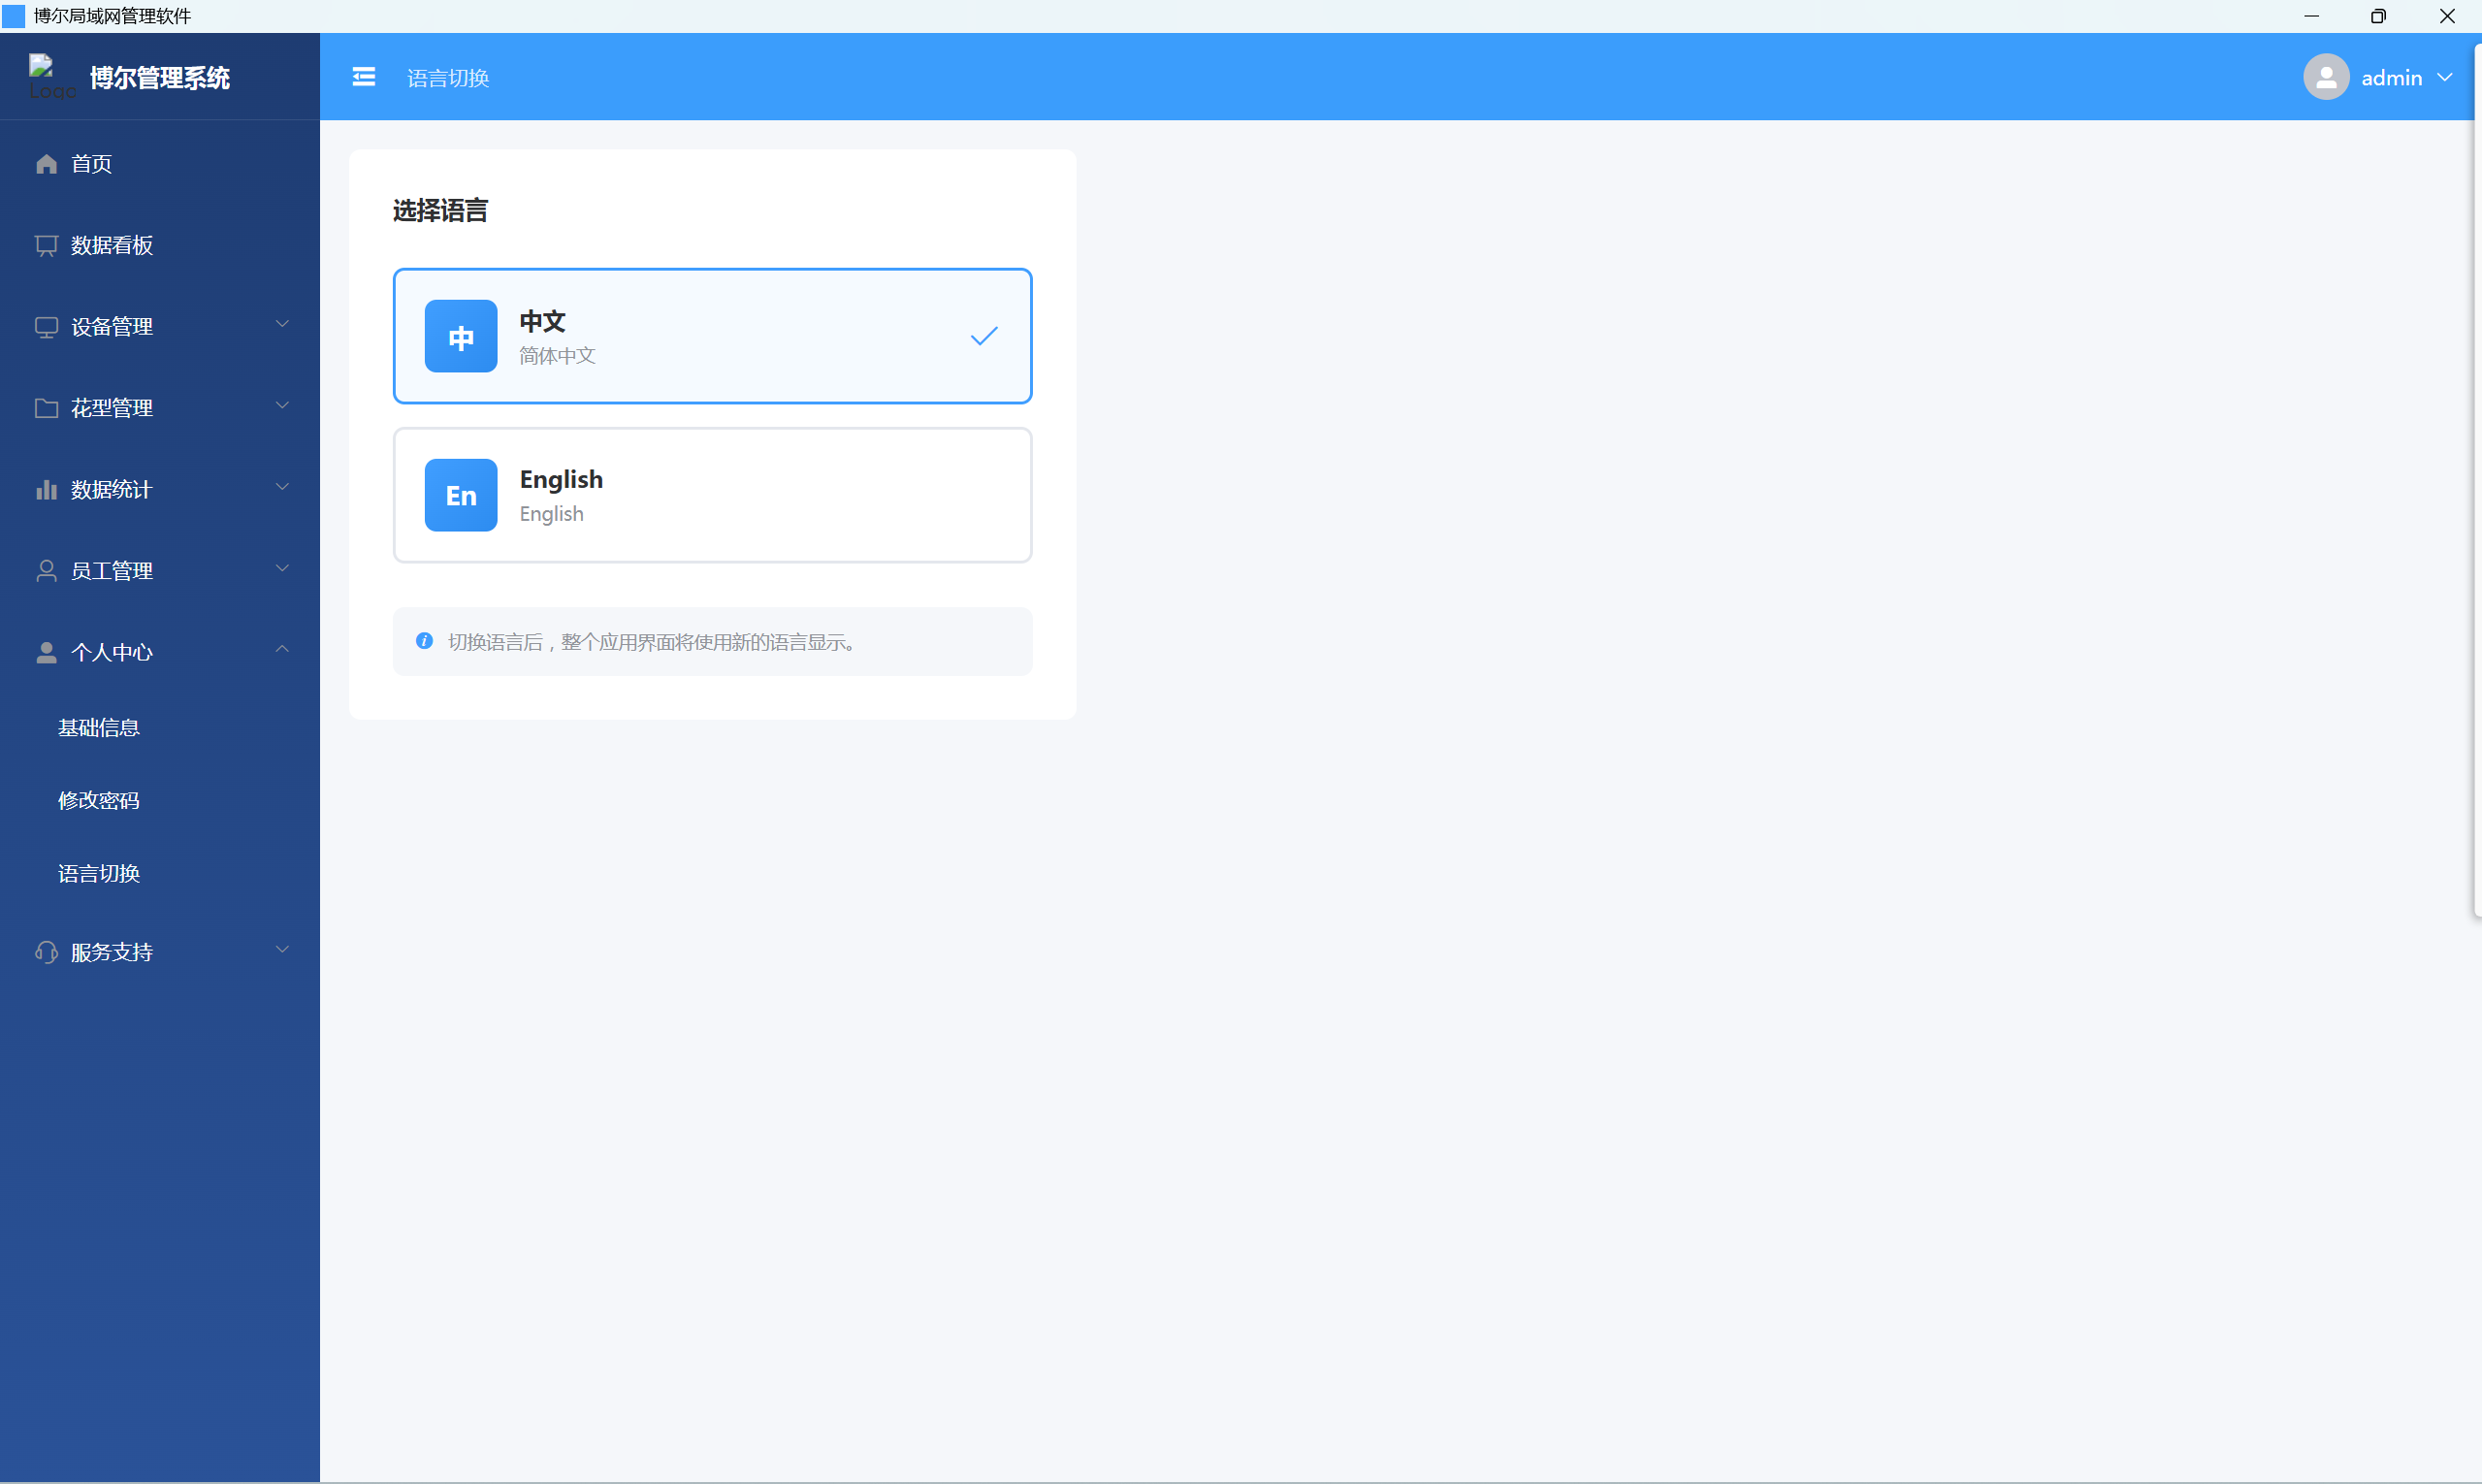 博尔局域网管理软件
Logo
博尔管理系统
语言切换
admin
首页
数据看板
设备管理
花型管理
数据统计
员工管理
个人中心
基础信息
修改密码
语言切换
服务支持
选择语言
中
中文
简体中文
En
English
English
切换语言后，整个应用界面将使用新的语言显示。